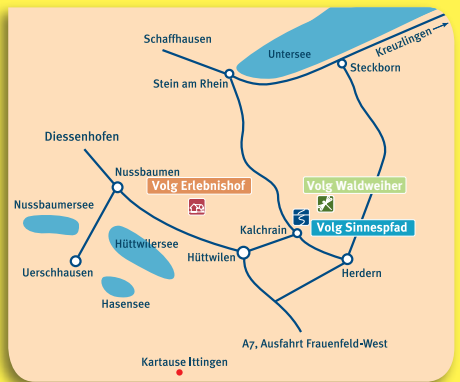 Schaffhausen
Untersee
Kreuzlingen
Stein am Rhein
Steckborn
Diessenhofen
Nussbaumen
Volg Erlebnishof
Volg Waldweiher
Nussbaumersee
Kalchrain
Volg Sinnespfad
Hüttwilersee
Hüttwilen
Uerschhausen
Herdern
Hasensee
A7, Ausfahrt Frauenfeld-West
Kartause Ittingen